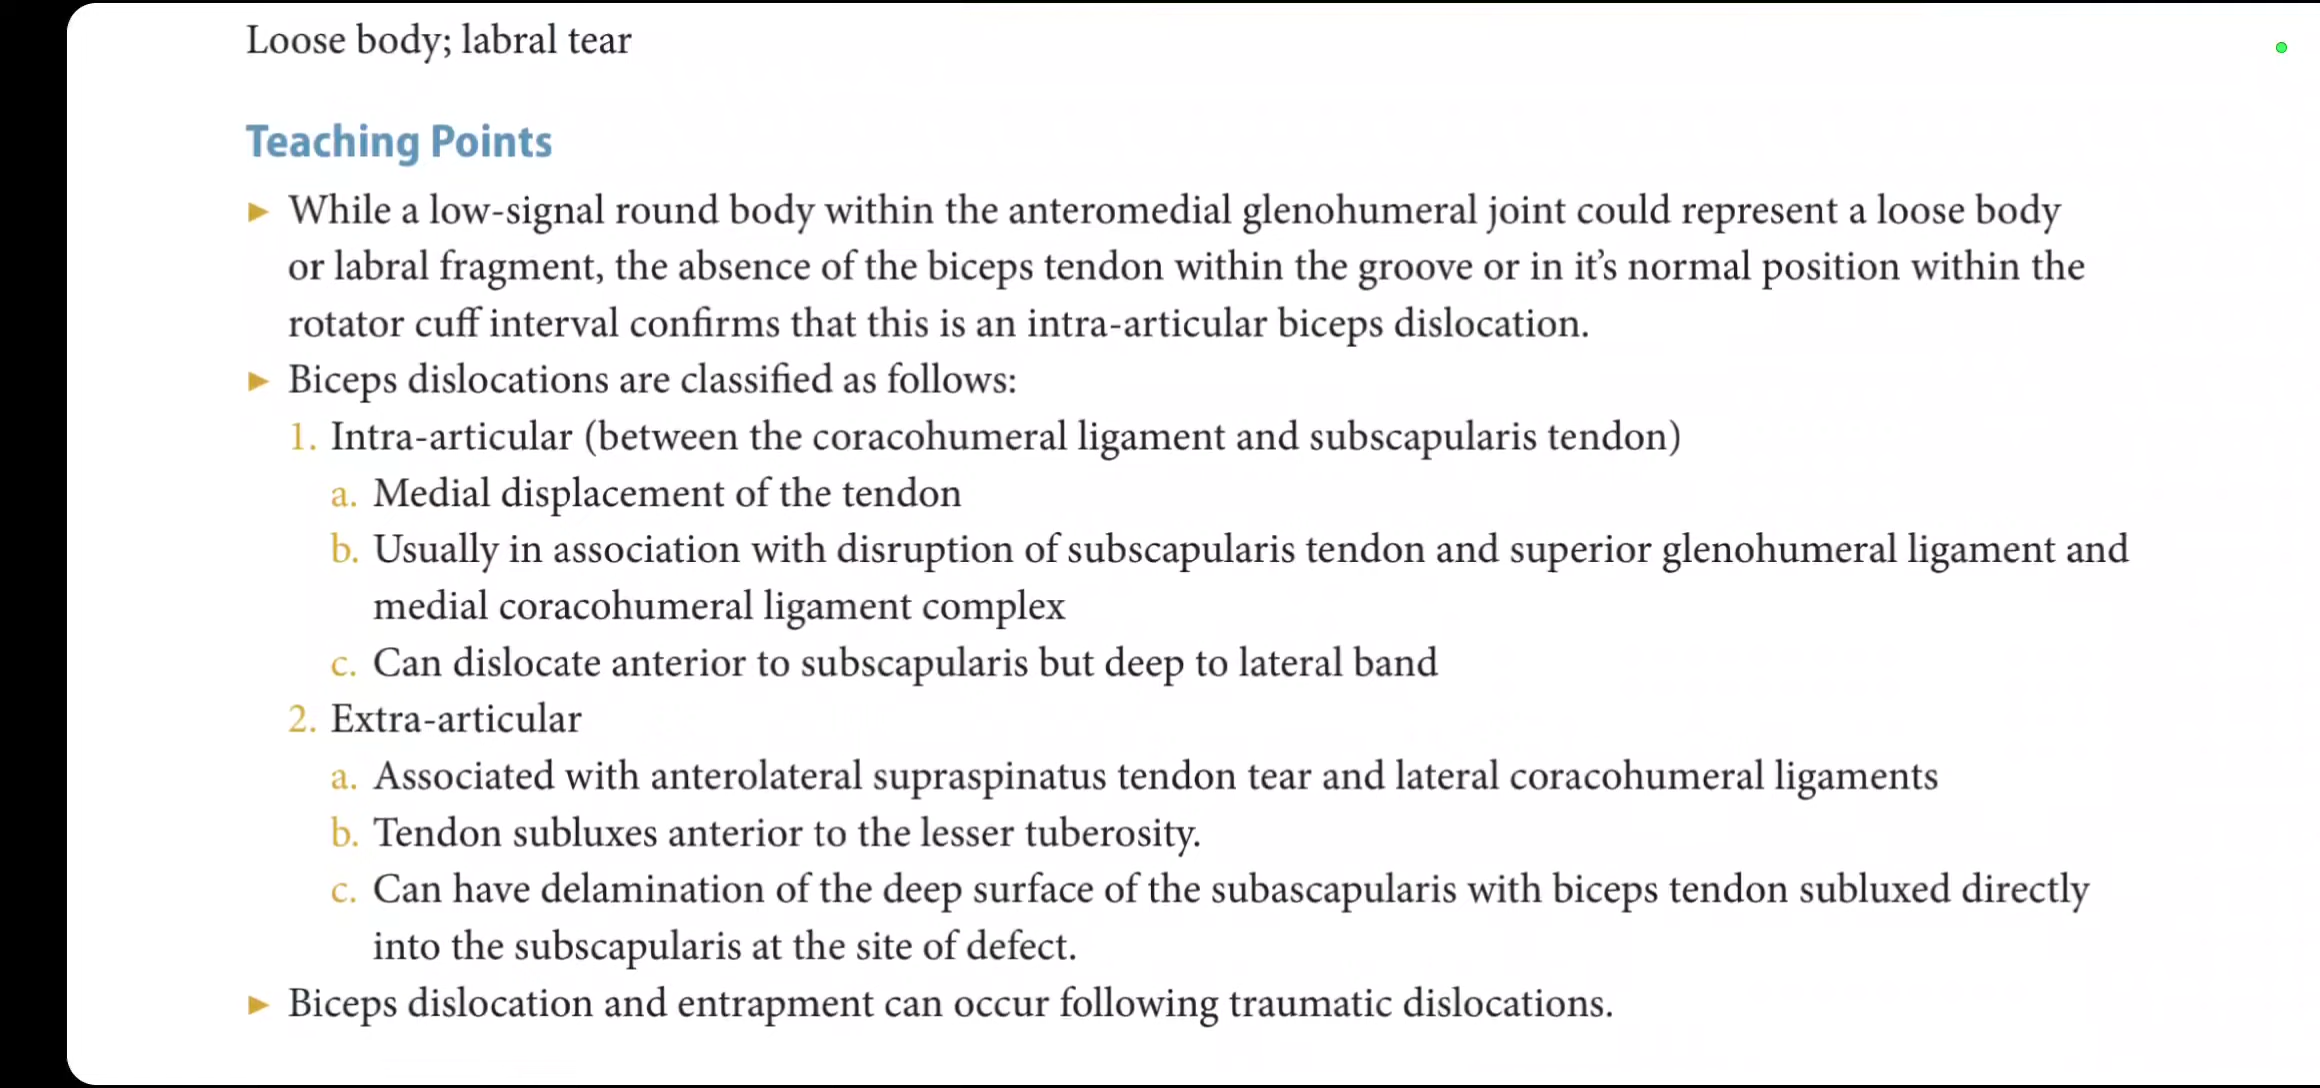 Loose body; labral tear
Teaching Points
► While a low-signal round body within the anteromedial glenohumeral joint could represent a loose body
or labral fragment, the absence of the biceps tendon within the groove or in it’s normal position within the
rotator cuff interval confirms that this is an intra-articular biceps dislocation.
► Biceps dislocations are classified as follows:
1. Intra-articular (between the coracohumeral ligament and subscapularis tendon)
a. Medial displacement of the tendon
b. Usually in association with disruption of subscapularis tendon and superior glenohumeral ligament and
medial coracohumeral ligament complex
c. Can dislocate anterior to subscapularis but deep to lateral band
2. Extra-articular
a. Associated with anterolateral supraspinatus tendon tear and lateral coracohumeral ligaments
b. Tendon subluxes anterior to the lesser tuberosity.
c. Can have delamination of the deep surface of the subascapularis with biceps tendon subluxed directly
into the subscapularis at the site of defect.
► Biceps dislocation and entrapment can occur following traumatic dislocations.